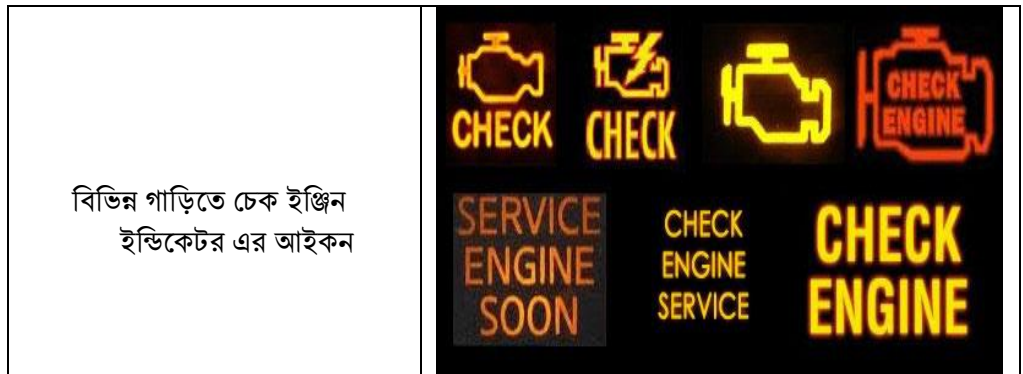 বিভিন্ন গাড়িতে চেক ইঞ্জিন
ইন্ডিকেটর এর আইকন
CHECK
CHECK
CHECK
ENGINE
SERVICE
ENGINE
SOON
CHECK
ENGINE
SERVICE
CHECK
ENGINE